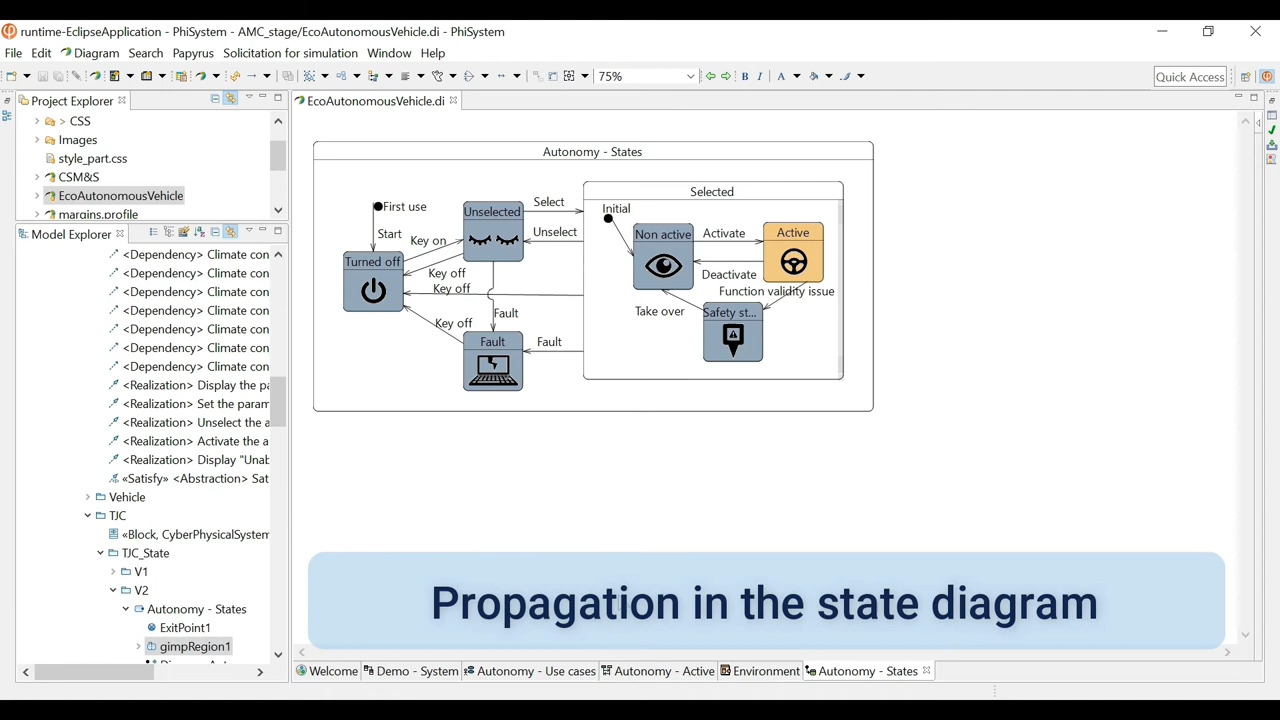 runtime-EclipseApplication - PhiSystem - AMC_stage/EcoAutonomousVehicle.di - PhiSystem
File Edit Diagram Search Papyrus Solicitation for simulation Window Help
75%
Quick Access
Project Explorer
> CSS
Images
style_part.css
CSM&S
EcoAutonomousVehicle
margins.profile
Model Explorer
<Dependency> Climate con
<Dependency> Climate con
<Dependency> Climate con
<Dependency> Climate con
<Dependency> Climate con
<Dependency> Climate con
<Dependency> Climate con
<Realization> Display the pa
<Realization> Set the param
<Realization> Unselect the a
<Realization> Activate the a
<Realization> Display "Unab
«Satisfy» <Abstraction> Sat
Vehicle
TJC
«Block, CyberPhysicalSystem
TJC_State
V1
V2
Autonomy - States
ExitPoint1
gimpRegion1
EcoAutonomousVehicle.di
Autonomy - States
First use
Start
Turned off
Key on
Key off
Key off
Key off
Unselected
Select
Unselect
Fault
Fault
Fault
Selected
Initial
Non active
Activate
Active
Deactivate
Function validity issue
Take over
Safety st...
Propagation in the state diagram
Welcome Demo - System Autonomy - Use cases Autonomy - Active Environment Autonomy - States